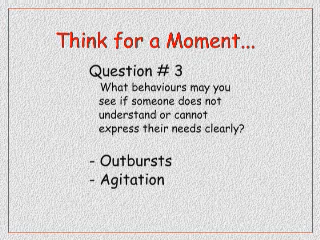 Think for a Moment...
Question # 3
What behaviours may you
see if someone does not
understand or cannot
express their needs clearly?
- Outbursts
- Agitation